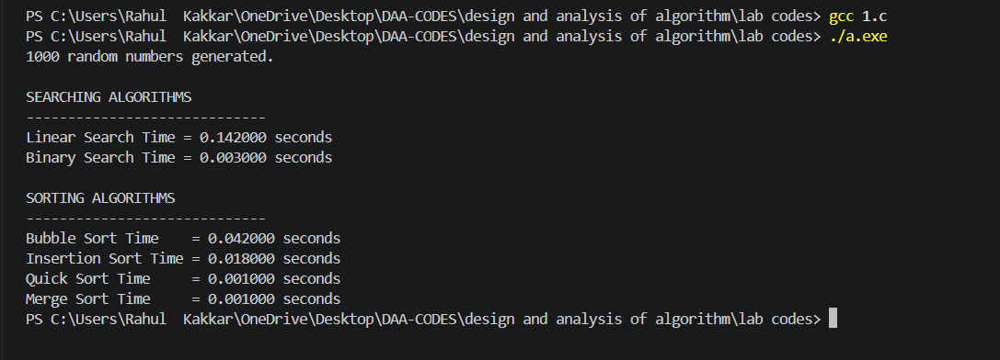 PS C:\Users\Rahul  Kakkar\OneDrive\Desktop\DAA-CODES\design and analysis of algorithm\lab codes> gcc 1.c
PS C:\Users\Rahul  Kakkar\OneDrive\Desktop\DAA-CODES\design and analysis of algorithm\lab codes> ./a.exe
1000 random numbers generated.

SEARCHING ALGORITHMS
-----------------------------
Linear Search Time = 0.142000 seconds
Binary Search Time = 0.003000 seconds

SORTING ALGORITHMS
-----------------------------
Bubble Sort Time    = 0.042000 seconds
Insertion Sort Time = 0.018000 seconds
Quick Sort Time     = 0.001000 seconds
Merge Sort Time     = 0.001000 seconds
PS C:\Users\Rahul  Kakkar\OneDrive\Desktop\DAA-CODES\design and analysis of algorithm\lab codes>